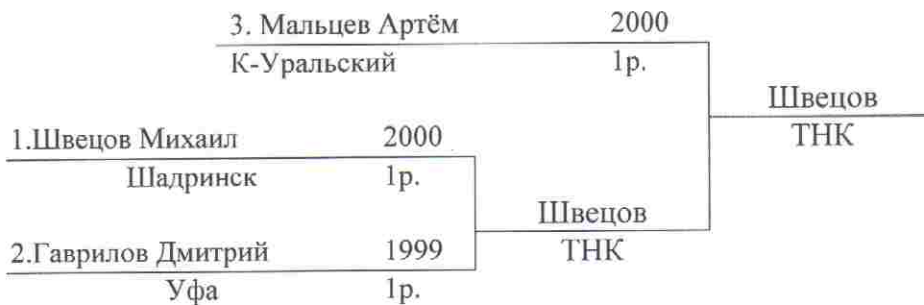 3. Мальцев Артём 2000
К-Уральский 1р.
Швецов
ТНК
1.Швецов Михаил 2000
Шадринск 1р.
Швецов
ТНК
2.Гаврилов Дмитрий 1999
Уфа 1р.